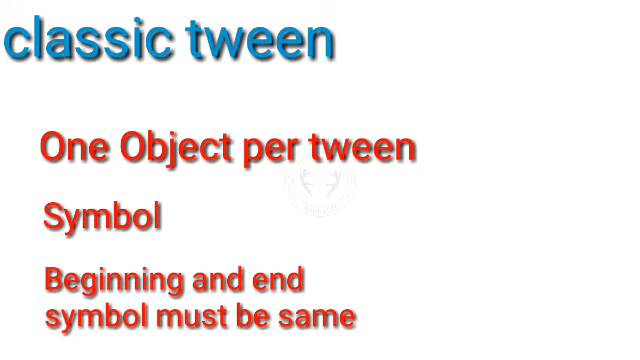 classic tween
One Object per tween
Symbol
Beginning and end
symbol must be same